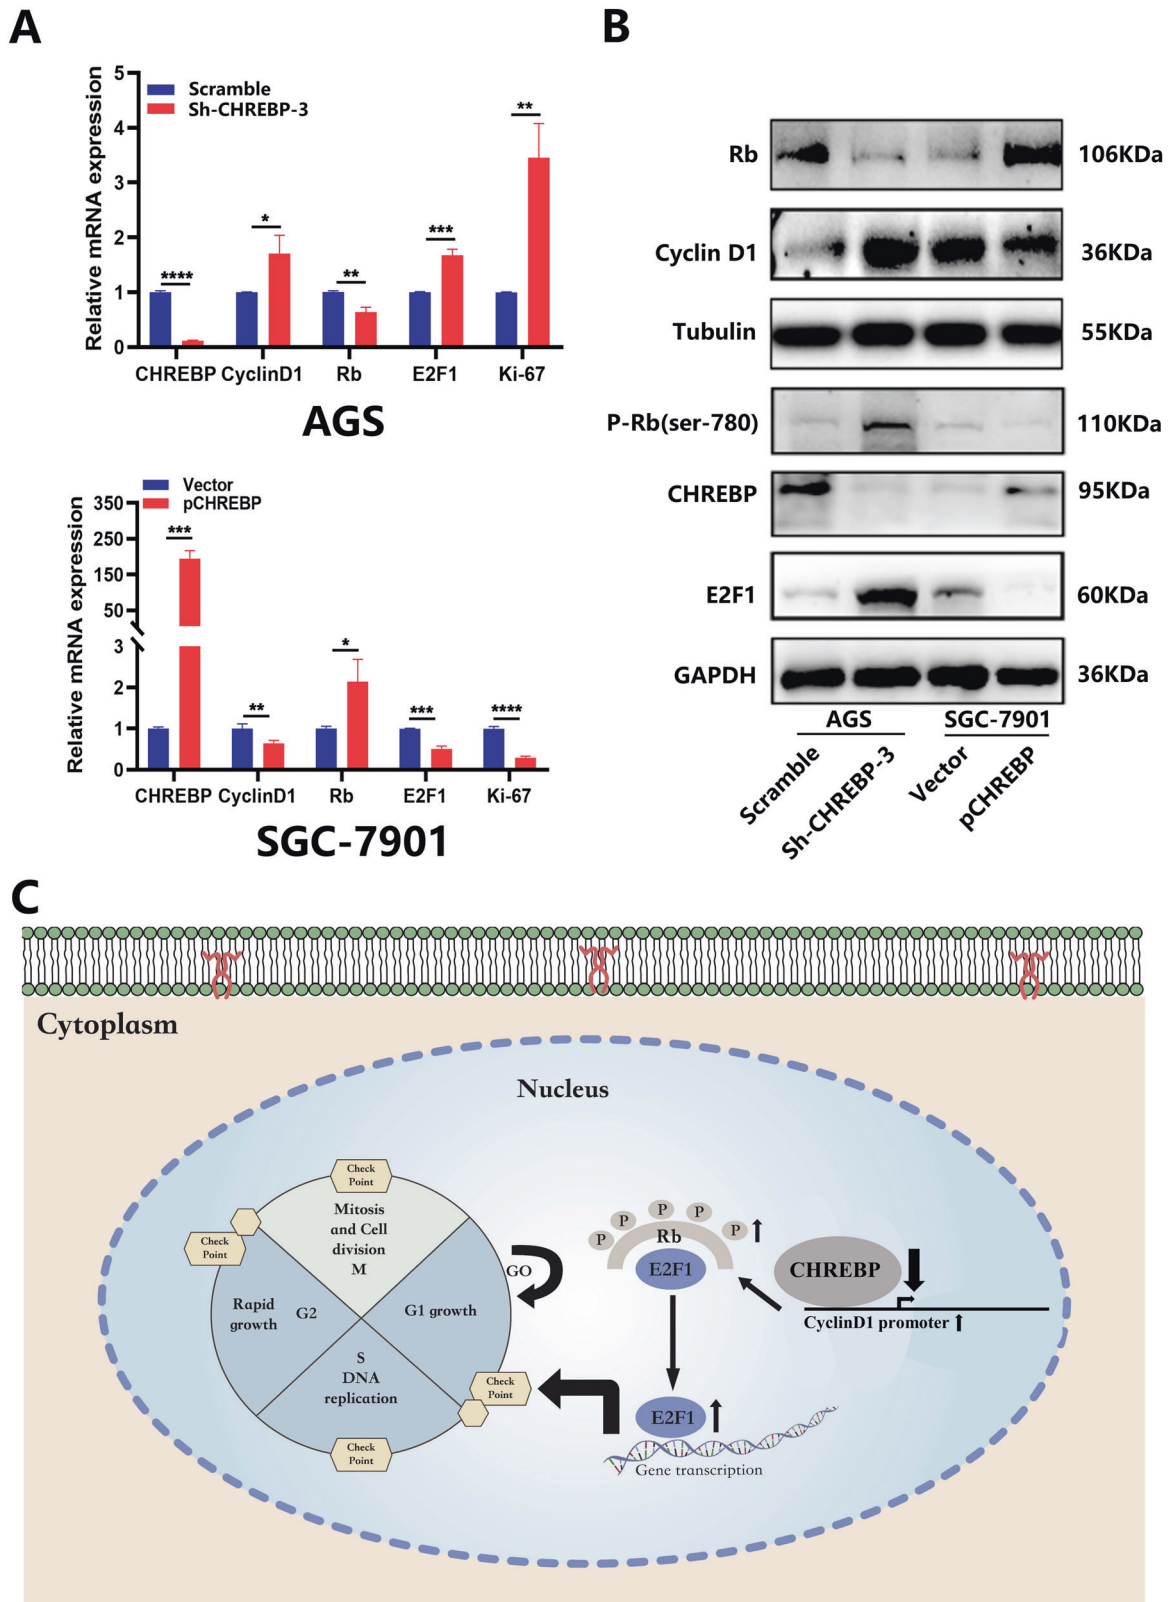 A
Relative mRNA expression
5
4
3
2
1
0
Scramble
Sh-CHREBP-3
****
*
**
***
**
CHREBP CyclinD1 Rb E2F1 Ki-67
AGS
Relative mRNA expression
350
250
150
50
3
2
1
0
Vector
pCHREBP
***
**
*
***
****
CHREBP CyclinD1 Rb E2F1 Ki-67
SGC-7901
B
Rb 106KDa
Cyclin D1 36KDa
Tubulin 55KDa
P-Rb(ser-780) 110KDa
CHREBP 95KDa
E2F1 60KDa
GAPDH 36KDa
AGS SGC-7901
Scramble
Sh-CHREBP-3
Vector
pCHREBP
C
Cytoplasm
Nucleus
Check
Point
Mitosis
and Cell
division
M
Check
Point
Rapid
growth
G2
G1 growth
GO
S
DNA
replication
Check
Point
Check
Point
P
P
P
P
P
Rb
E2F1
CHREBP
CyclinD1 promoter
E2F1
Gene transcription